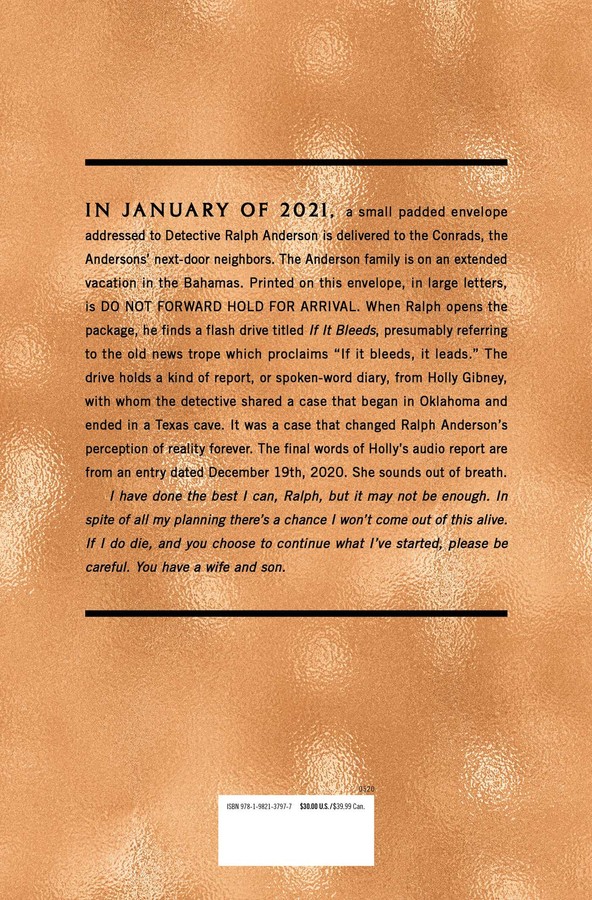 IN JANUARY OF 2021, a small padded envelope
addressed to Detective Ralph Anderson is delivered to the Conrads, the
Andersons’ next-door neighbors. The Anderson family is on an extended
vacation in the Bahamas. Printed on this envelope, in large letters,
is DO NOT FORWARD HOLD FOR ARRIVAL. When Ralph opens the
package, he finds a flash drive titled If It Bleeds, presumably referring
to the old news trope which proclaims “If it bleeds, it leads.” The
drive holds a kind of report, or spoken-word diary, from Holly Gibney,
with whom the detective shared a case that began in Oklahoma and
ended in a Texas cave. It was a case that changed Ralph Anderson’s
perception of reality forever. The final words of Holly’s audio report are
from an entry dated December 19th, 2020. She sounds out of breath.
I have done the best I can, Ralph, but it may not be enough. In
spite of all my planning there’s a chance I won’t come out of this alive.
If I do die, and you choose to continue what I’ve started, please be
careful. You have a wife and son.
0520
ISBN 978-1-9821-3797-7 $30.00 U.S./$39.99 Can.